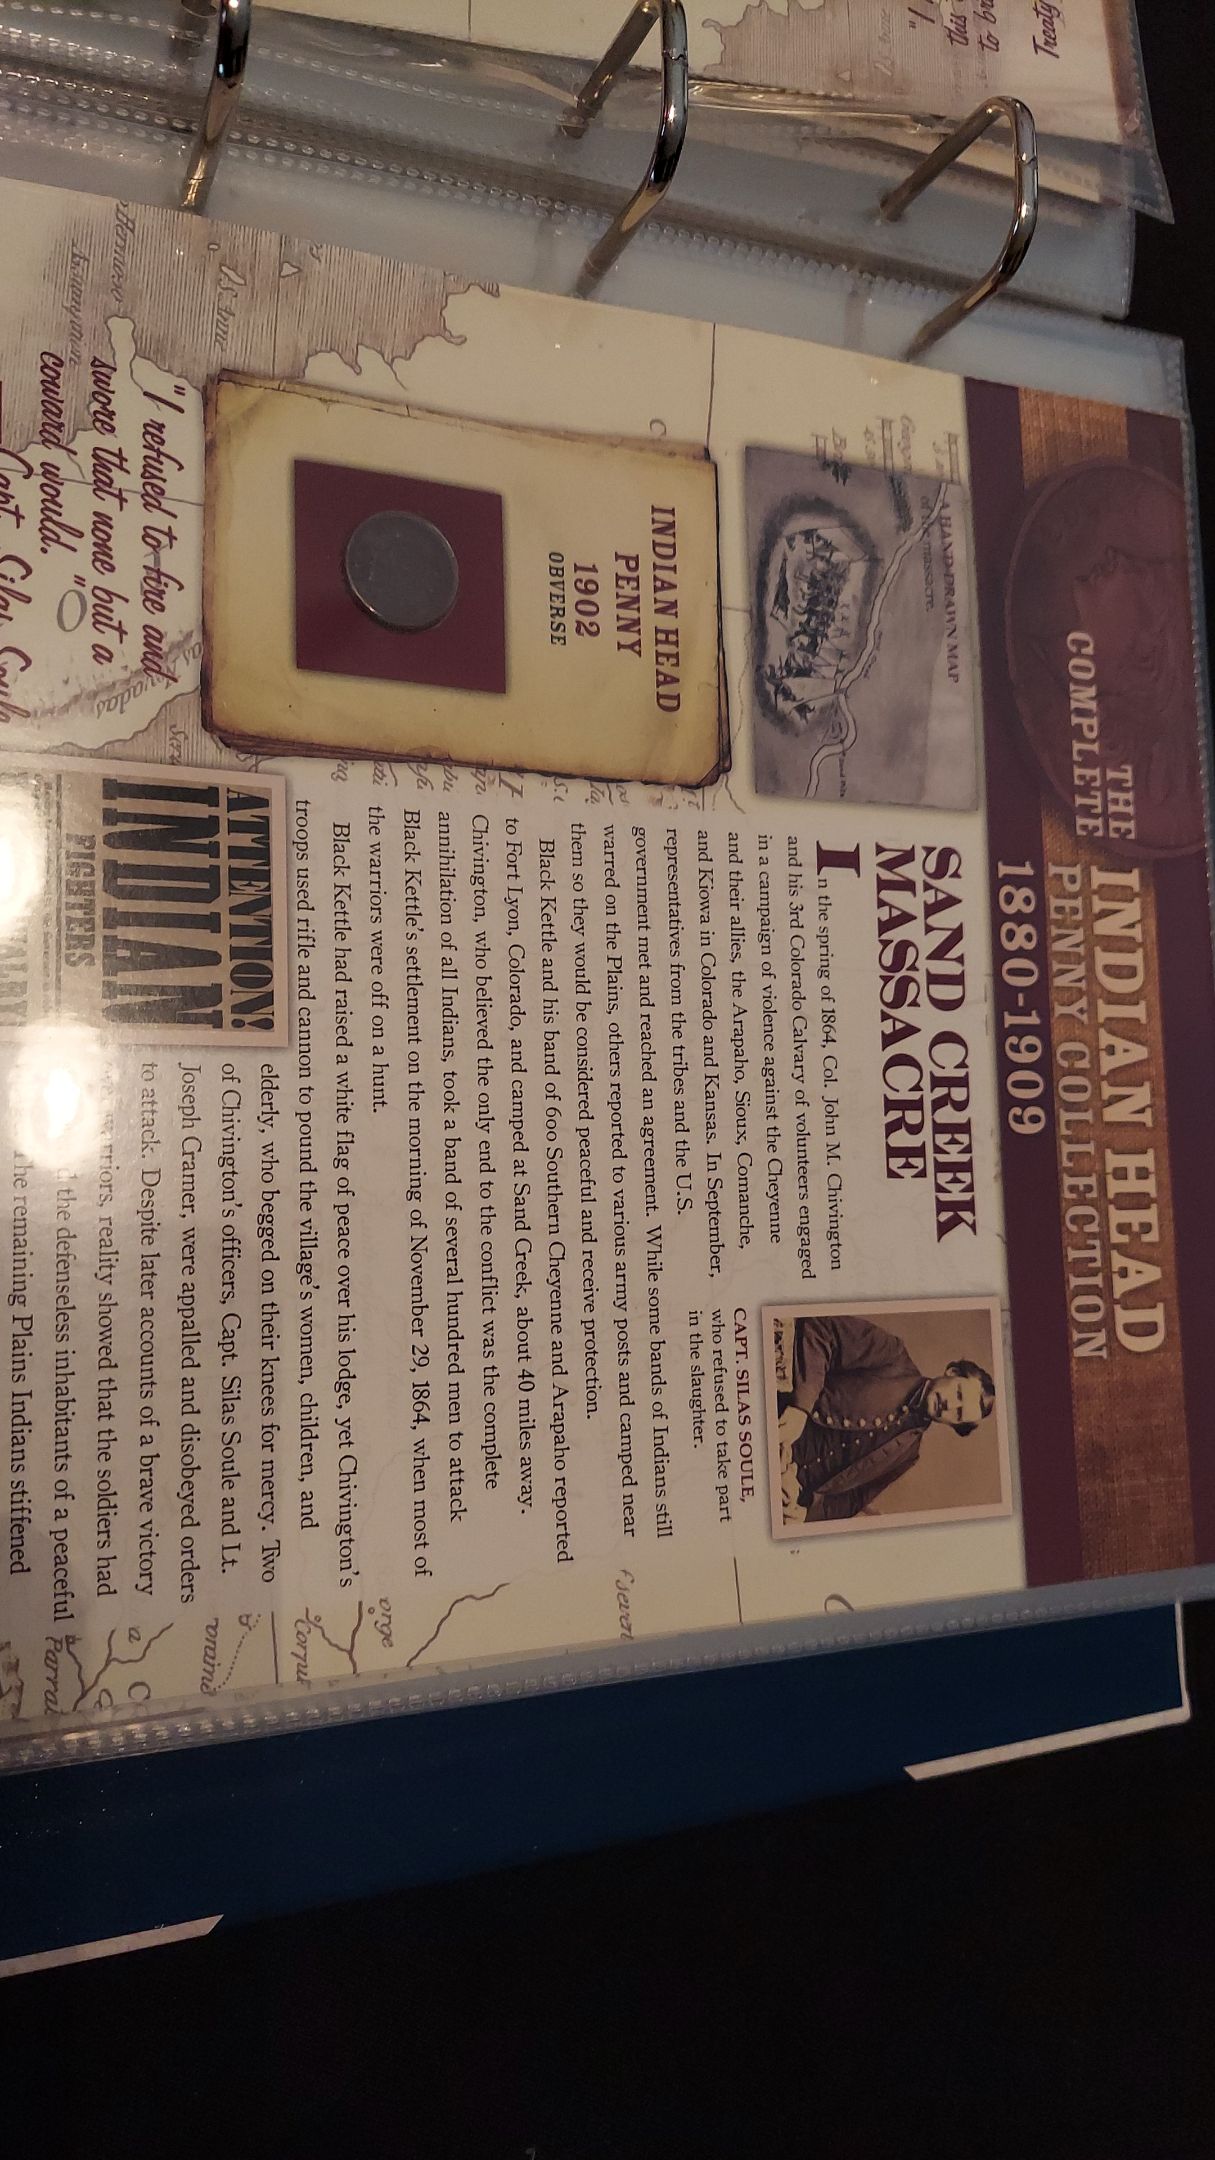 THE
COMPLETE
INDIAN HEAD
PENNY COLLECTION
1880-1909
A HAND-DRAWN MAP
SAND CREEK
MASSACRE
In the spring of 1864, Col. John M. Chivington
and his 3rd Colorado Calvary of volunteers engaged
in a campaign of violence against the Cheyenne
and their allies, the Arapaho, Sioux, Comanche,
and Kiowa in Colorado and Kansas. In September,
representatives from the tribes and the U.S.
government met and reached an agreement. While some bands of Indians still
warred on the Plains, others reported to various army posts and camped near
them so they would be considered peaceful and receive protection.
Black Kettle and his band of 600 Southern Cheyenne and Arapaho reported
to Fort Lyon, Colorado, and camped at Sand Creek, about 40 miles away.
Chivington, who believed the only end to the conflict was the complete
annihilation of all Indians, took a band of several hundred men to attack
Black Kettle's settlement on the morning of November 29, 1864, when most of
the warriors were off on a hunt.
Black Kettle had raised a white flag of peace over his lodge, yet Chivington's
troops used rifle and cannon to pound the village's women, children, and
elderly, who begged on their knees for mercy. Two
of Chivington's officers, Capt. Silas Soule and Lt.
Joseph Cramer, were appalled and disobeyed orders
to attack. Despite later accounts of a brave victory
reality showed that the soldiers had
the defenseless inhabitants of a peaceful
remaining Plains Indians stiffened
CAPT. SILAS SOULE,
who refused to take part
in the slaughter.
INDIAN HEAD
PENNY
1902
OBVERSE
"I refused to fire and
swore that none but a
coward would."
Capt. Silas Soule
ATTENTION!
INDIAN
FIGHTERS